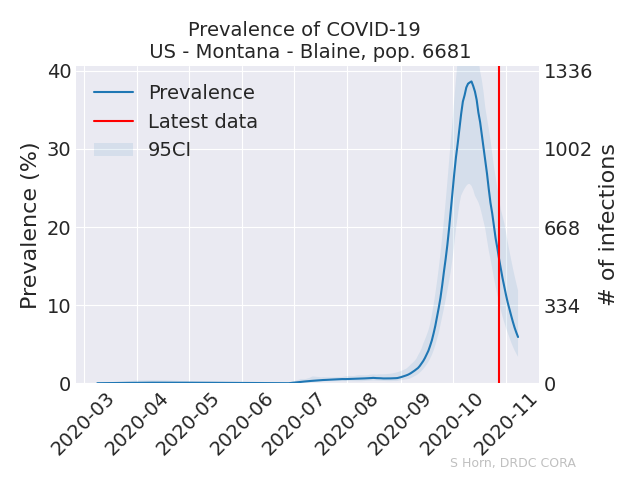 Prevalence of COVID-19
US - Montana - Blaine, pop. 6681
Prevalence (%)
40
30
20
10
0
Prevalence
Latest data
95CI
1336
1002
668
334
0
# of infections
2020-03
2020-04
2020-05
2020-06
2020-07
2020-08
2020-09
2020-10
2020-11
S Horn, DRDC CORA